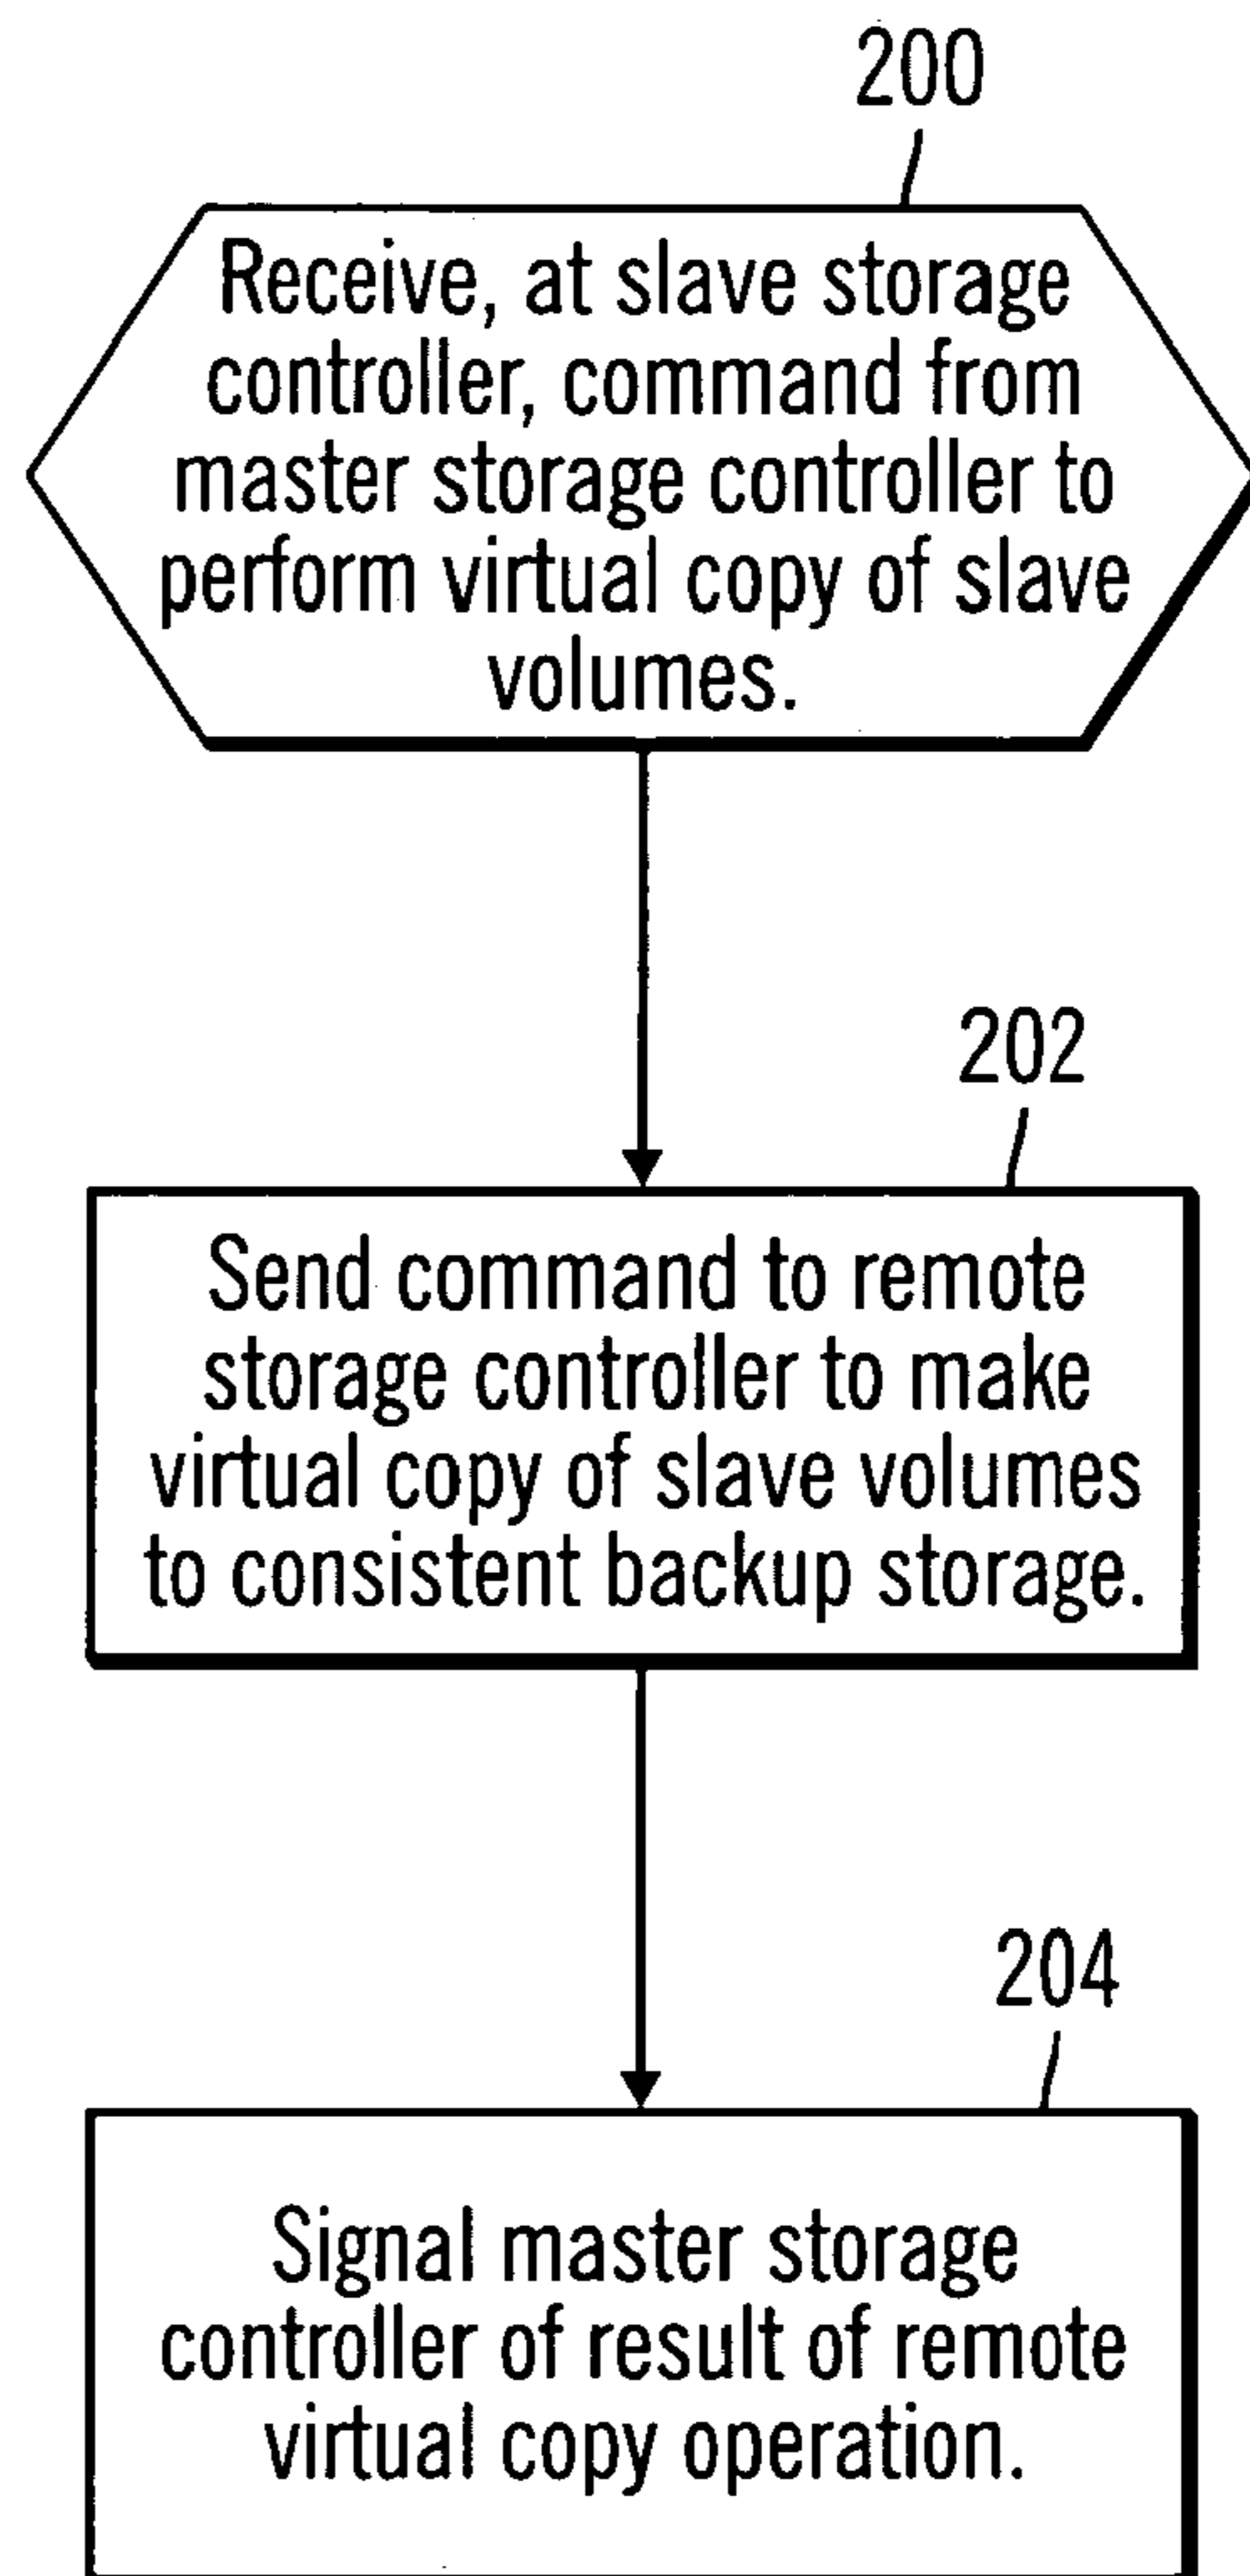 200
Receive, at slave storage
controller, command from
master storage controller to
perform virtual copy of slave
volumes.
202
Send command to remote
storage controller to make
virtual copy of slave volumes
to consistent backup storage.
204
Signal master storage
controller of result of remote
virtual copy operation.